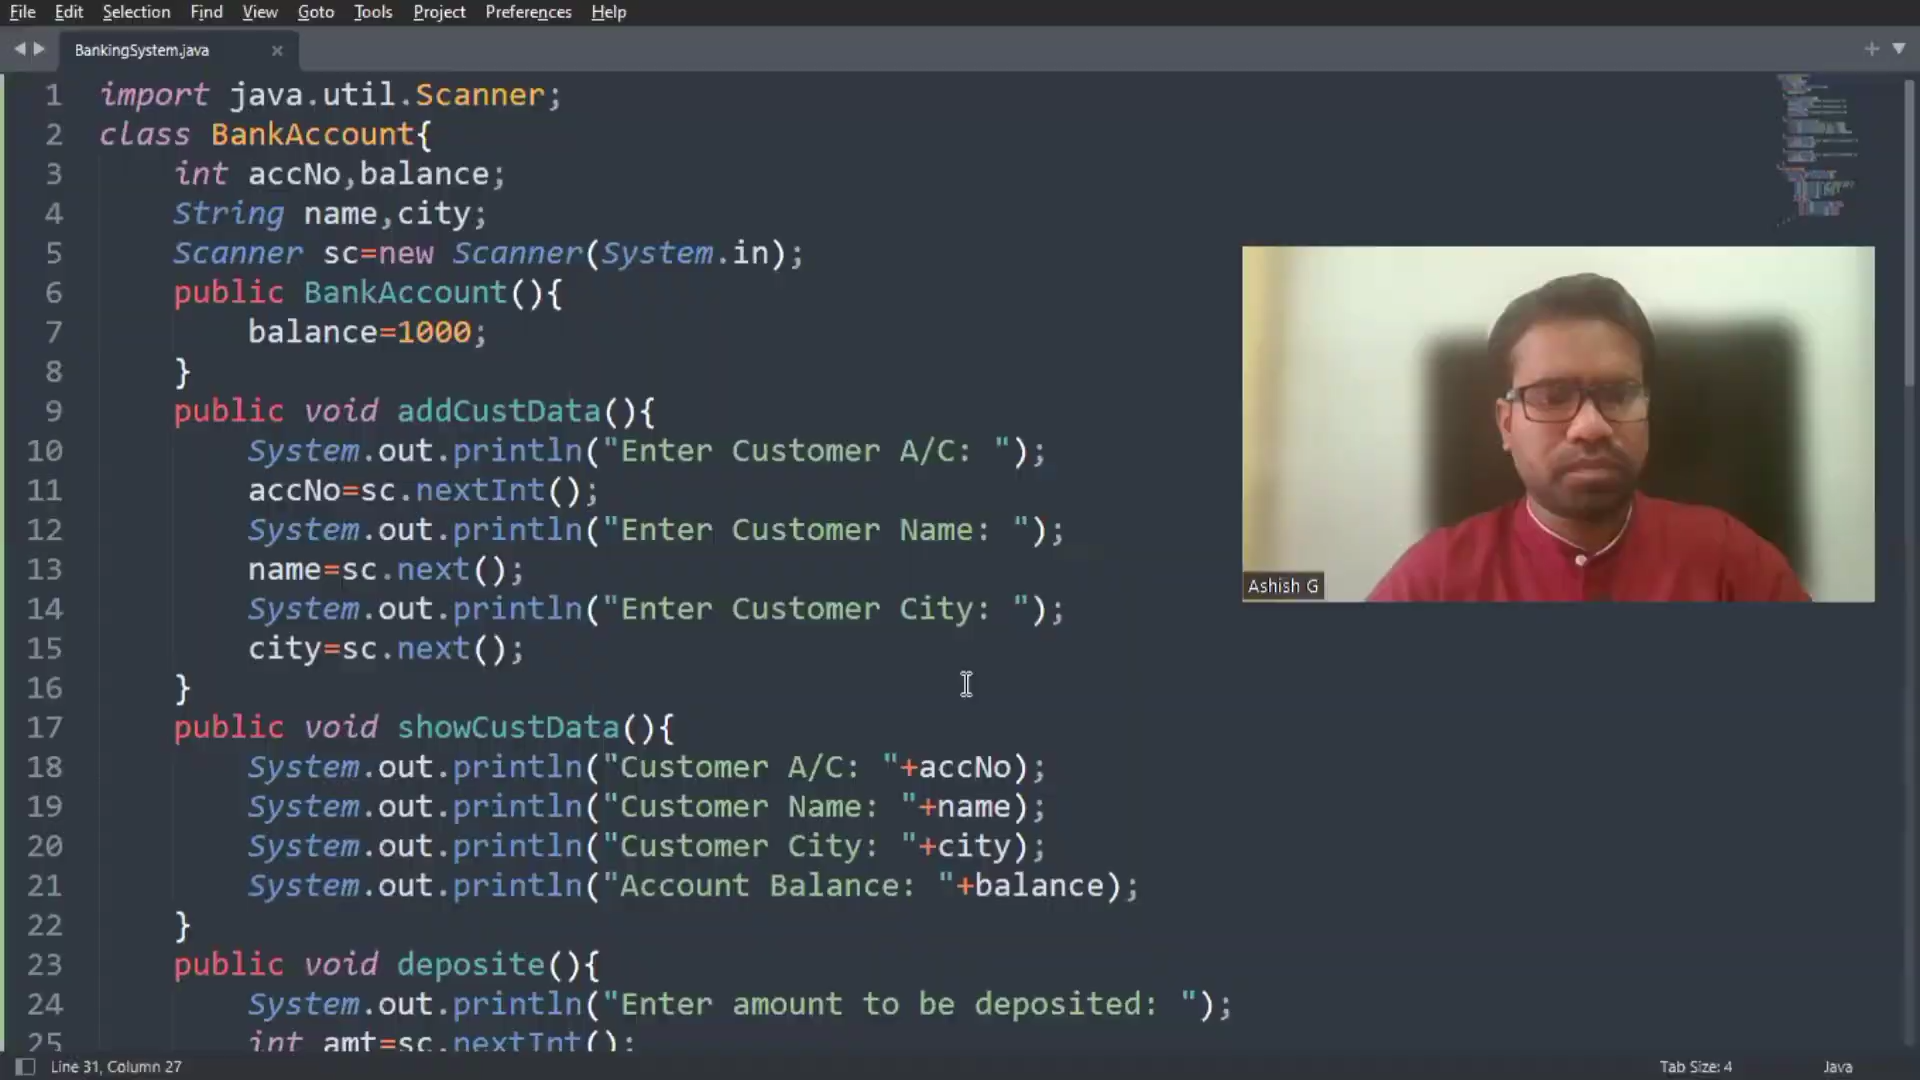 File Edit Selection Find View Goto Tools Project Preferences Help
BankingSystem.java
1 import java.util.Scanner;
2 class BankAccount{
3 int accNo,balance;
4 String name,city;
5 Scanner sc=new Scanner(System.in);
6 public BankAccount(){
7 balance=1000;
8 }
9 public void addCustData(){
10 System.out.println("Enter Customer A/C: ");
11 accNo=sc.nextInt();
12 System.out.println("Enter Customer Name: ");
13 name=sc.next();
14 System.out.println("Enter Customer City: ");
15 city=sc.next();
16 }
17 public void showCustData(){
18 System.out.println("Customer A/C: "+accNo);
19 System.out.println("Customer Name: "+name);
20 System.out.println("Customer City: "+city);
21 System.out.println("Account Balance: "+balance);
22 }
23 public void deposite(){
24 System.out.println("Enter amount to be deposited: ");
25 int amt=sc.nextInt();
Ashish G
Line 31, Column 27
Tab Size: 4
Java